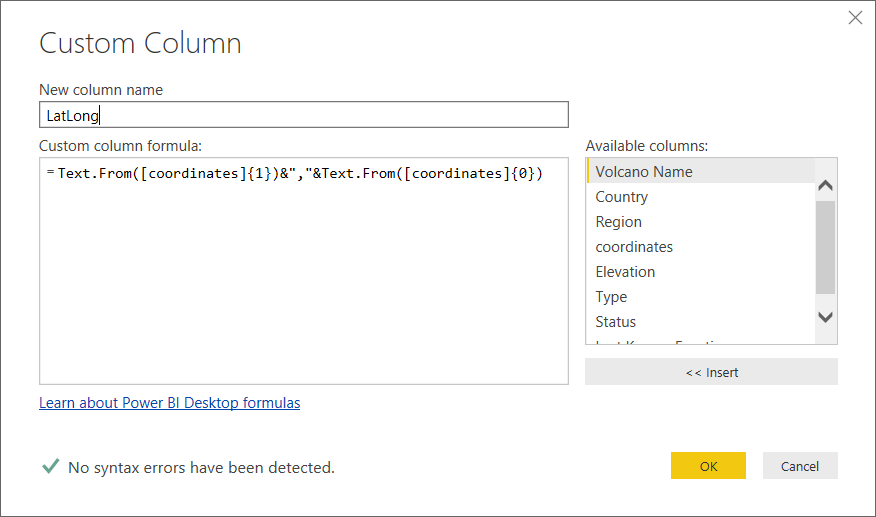 Custom Column
New column name
LatLong
Custom column formula:
= Text.From([coordinates]{1})&","&Text.From([coordinates]{0})
Available columns:
Volcano Name
Country
Region
coordinates
Elevation
Type
Status
<< Insert
Learn about Power BI Desktop formulas
No syntax errors have been detected.
OK
Cancel